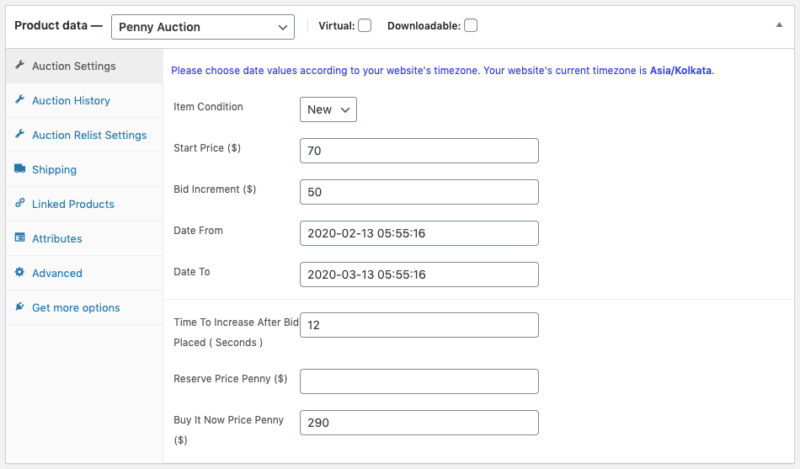 Product data — Penny Auction Virtual: Downloadable:
Auction Settings
Auction History
Auction Relist Settings
Shipping
Linked Products
Attributes
Advanced
Get more options
Please choose date values according to your website's timezone. Your website's current timezone is Asia/Kolkata.
Item Condition New
Start Price ($) 70
Bid Increment ($) 50
Date From 2020-02-13 05:55:16
Date To 2020-03-13 05:55:16
Time To Increase After Bid
Placed ( Seconds ) 12
Reserve Price Penny ($)
Buy It Now Price Penny
($) 290